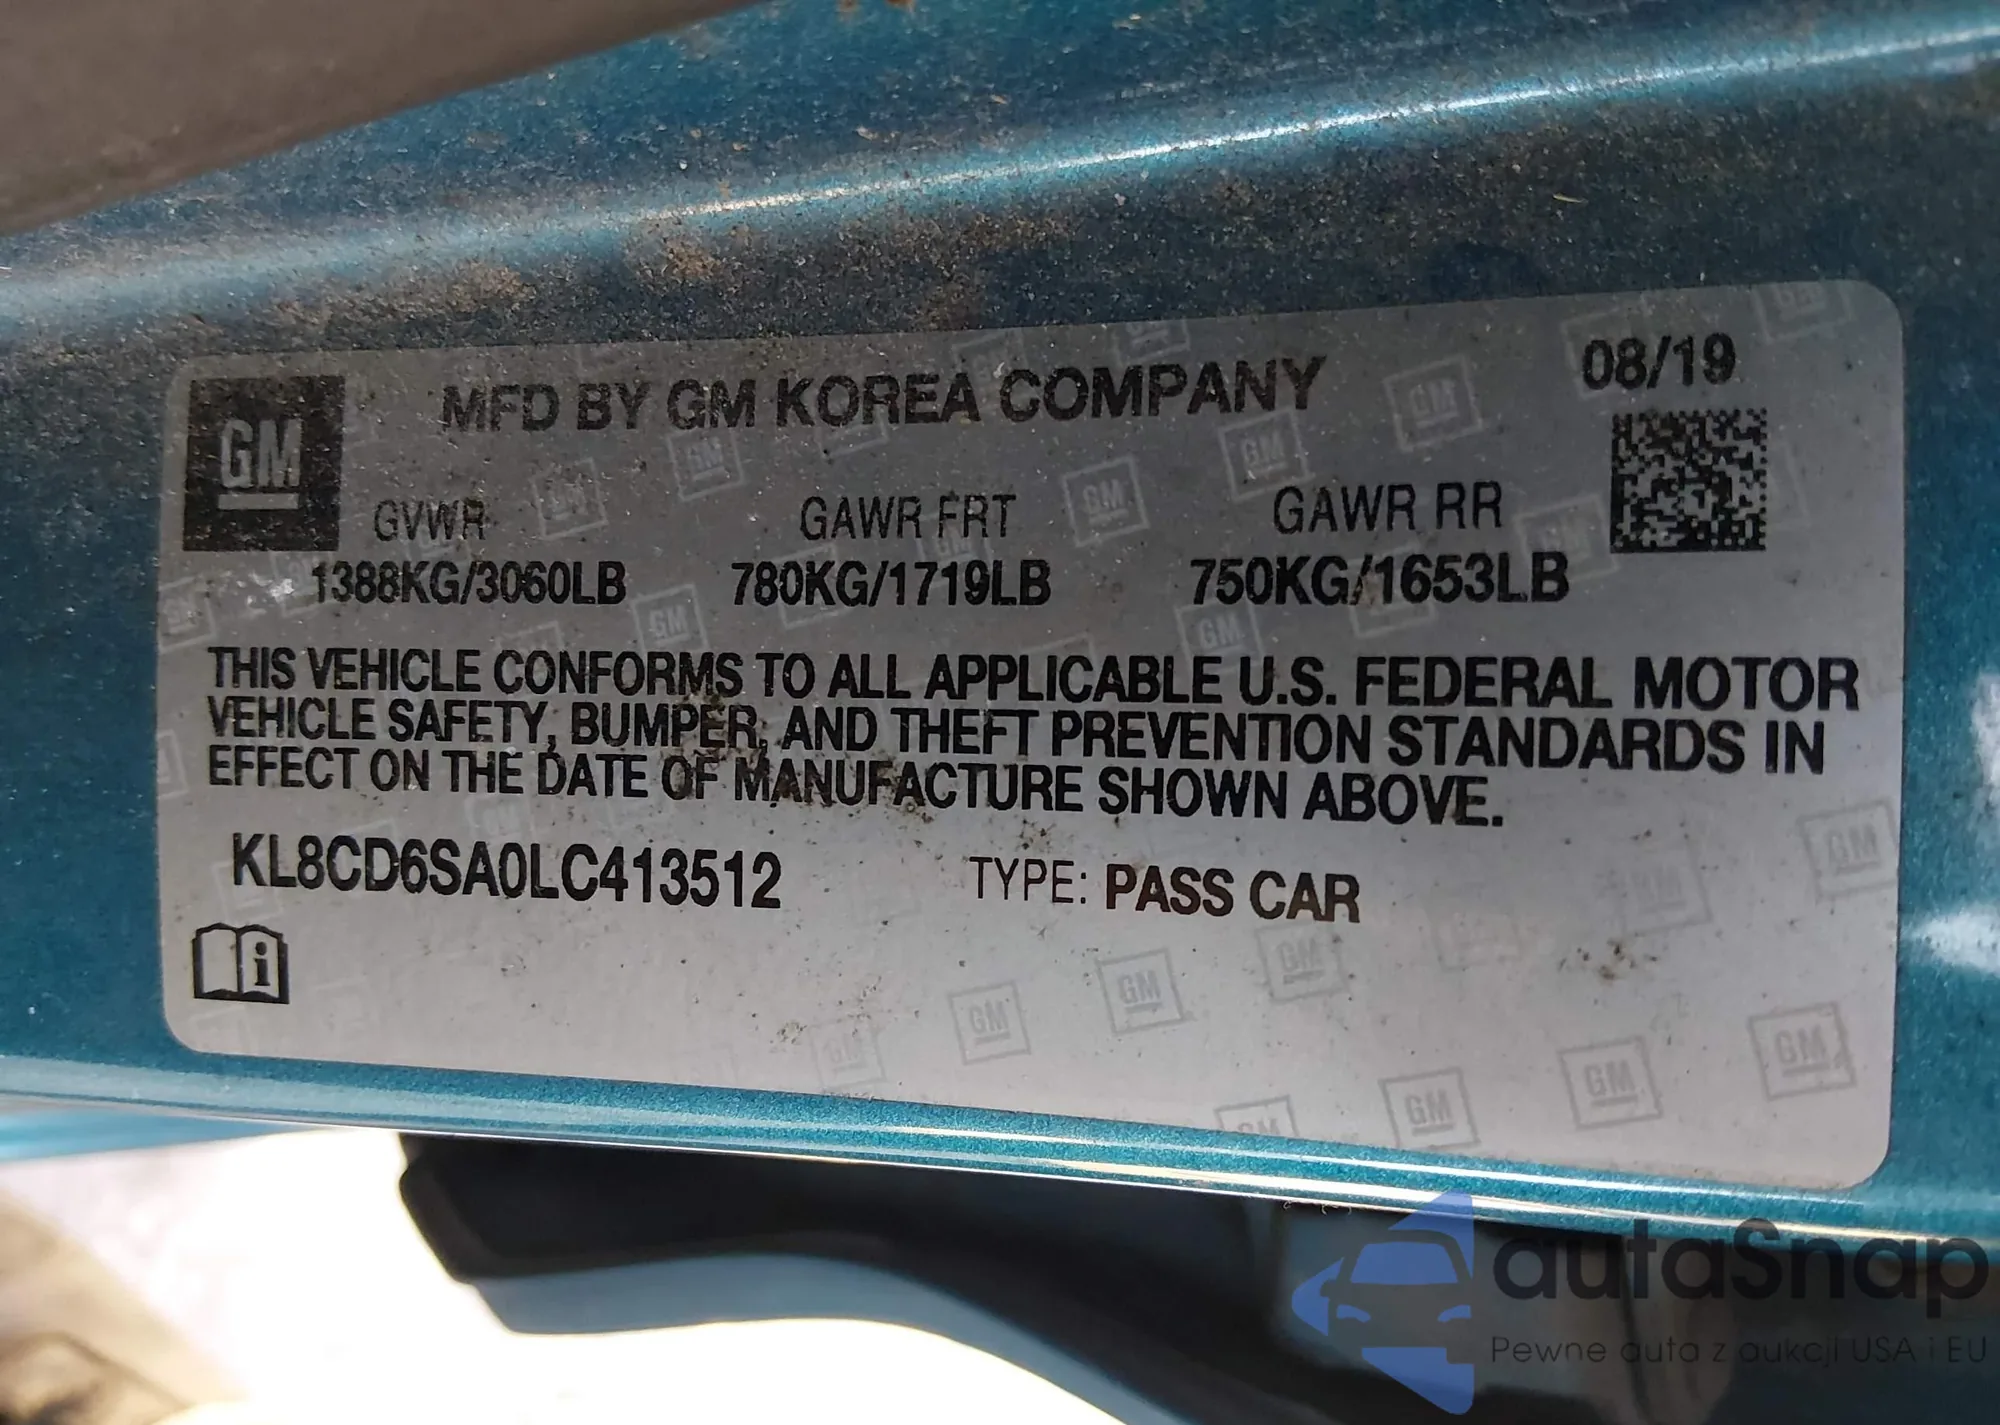 GM
MFD BY GM KOREA COMPANY
08/19
GVWR
GAWR FRT
GAWR RR
1388KG/3060LB
780KG/1719LB
750KG/1653LB
THIS VEHICLE CONFORMS TO ALL APPLICABLE U.S. FEDERAL MOTOR
VEHICLE SAFETY, BUMPER, AND THEFT PREVENTION STANDARDS IN
EFFECT ON THE DATE OF MANUFACTURE SHOWN ABOVE.
KL8CD6SA0LC413512
TYPE: PASS CAR
i
autaSnap
Pewne auta z aukcji USA i EU